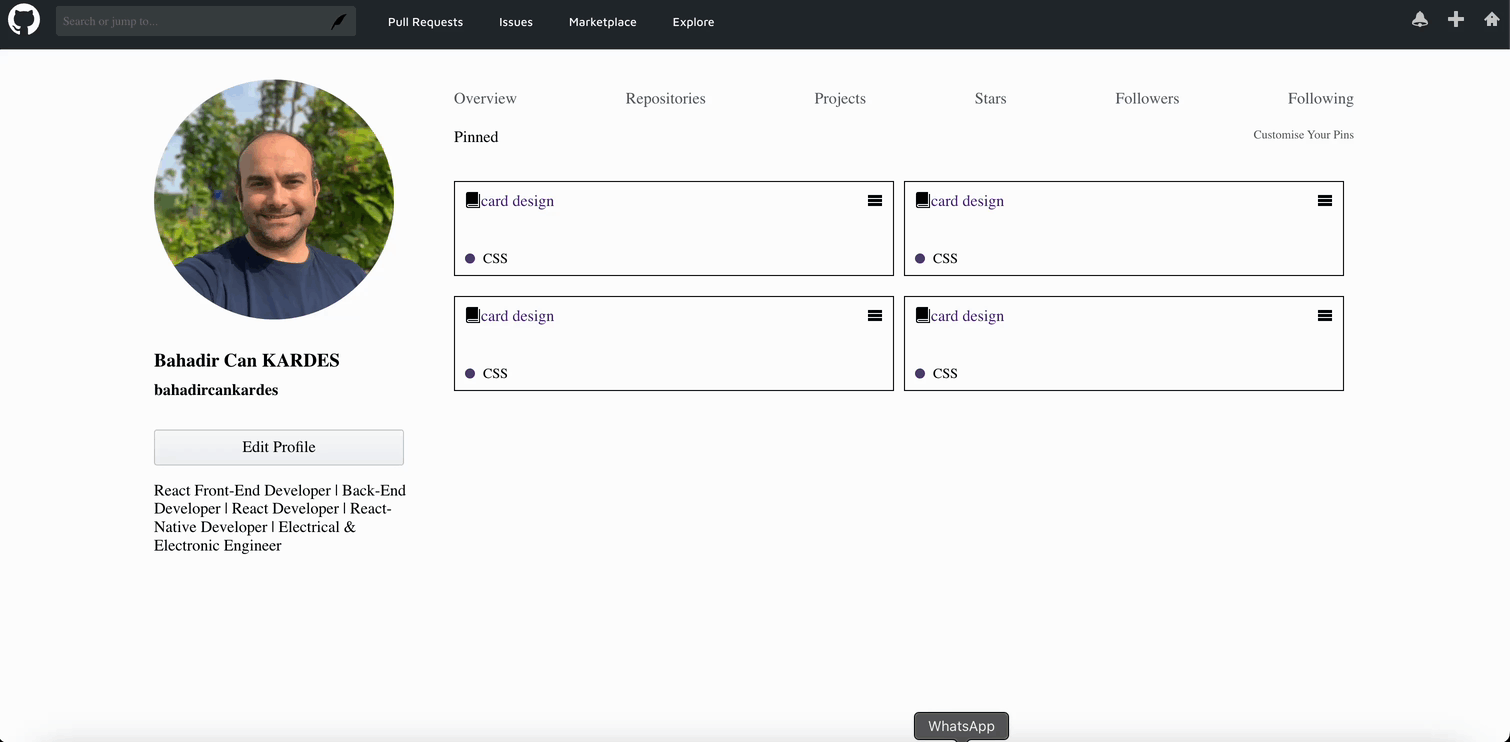 Search or jump to...
Pull Requests Issues Marketplace Explore
Overview Repositories Projects Stars Followers Following
Pinned Customise Your Pins
card design
CSS
card design
CSS
card design
CSS
card design
CSS
Bahadir Can KARDES
bahadircankardes
Edit Profile
React Front-End Developer | Back-End
Developer | React Developer | React-
Native Developer | Electrical &
Electronic Engineer
WhatsApp